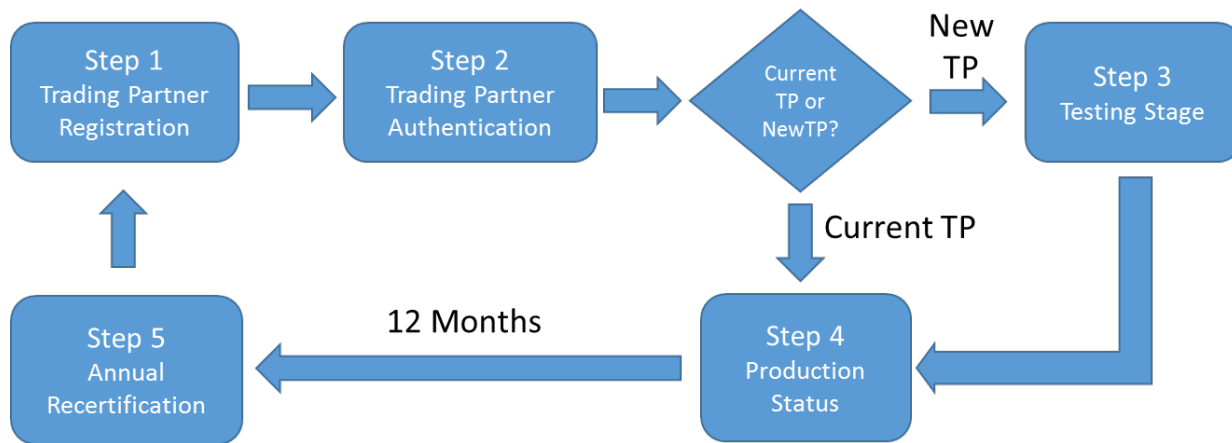 Step 1
Trading Partner
Registration
Step 2
Trading Partner
Authentication
Current
TP or
NewTP?
New
TP
Step 3
Testing Stage
Current TP
Step 4
Production
Status
12 Months
Step 5
Annual
Recertification